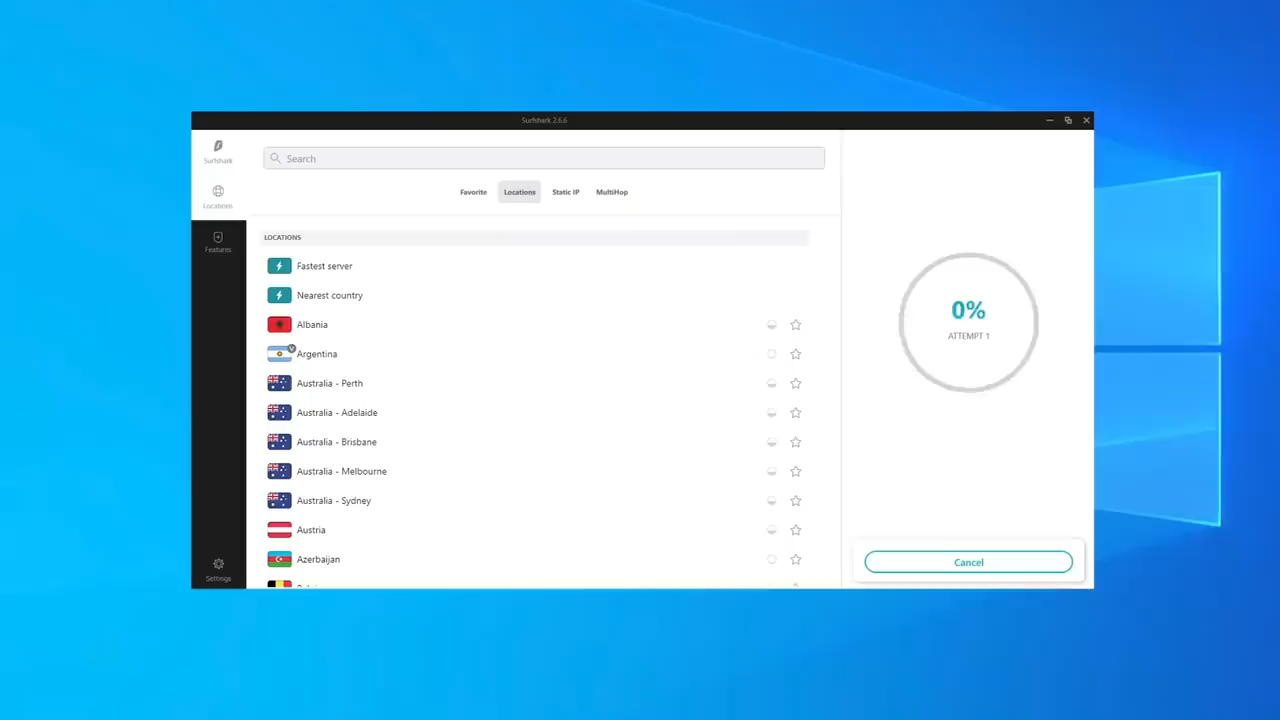 Surfshark 2.6.6
Surfshark
Search
Locations
Favorite Locations Static IP MultiHop
Features
LOCATIONS
Fastest server
Nearest country
Albania
V
Argentina
Australia - Perth
Australia - Adelaide
Australia - Brisbane
Australia - Melbourne
Australia - Sydney
Austria
Azerbaijan
Settings
0%
ATTEMPT 1
Cancel